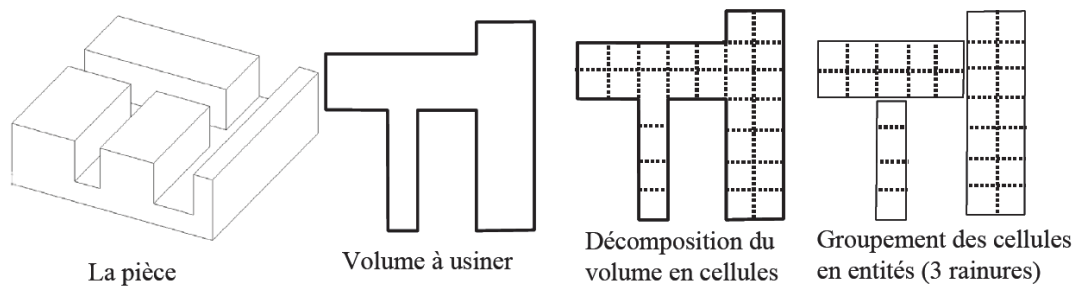 La pièce
Volume à usiner
Décomposition du
volume en cellules
Groupement des cellules
en entités (3 rainures)